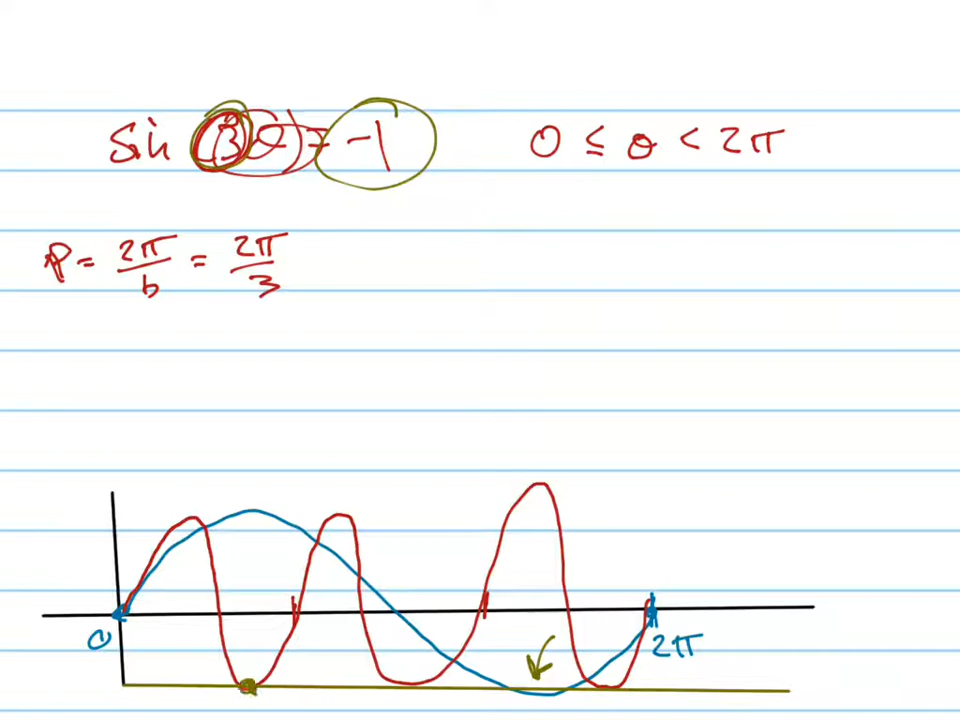 sin (3θ) = -1 0 ≤ θ < 2π
P = 2π/b = 2π/3
0 2π